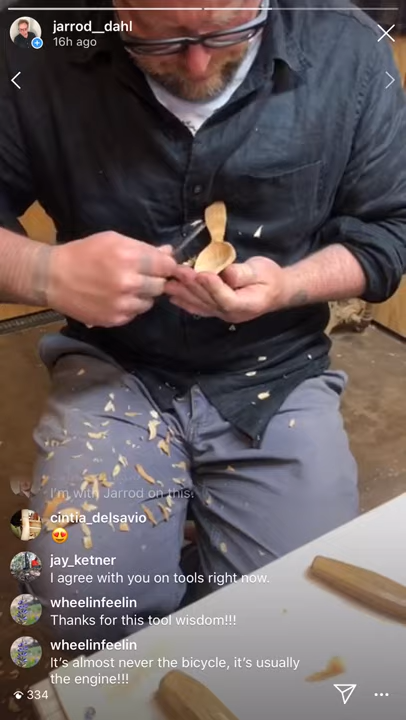 jarrod__dahl
16h ago
I'm with Jarrod on this.
cintia_delsavio
😍
jay_ketner
I agree with you on tools right now.
wheelinfeelin
Thanks for this tool wisdom!!!
wheelinfeelin
It's almost never the bicycle, it's usually
the engine!!!
334